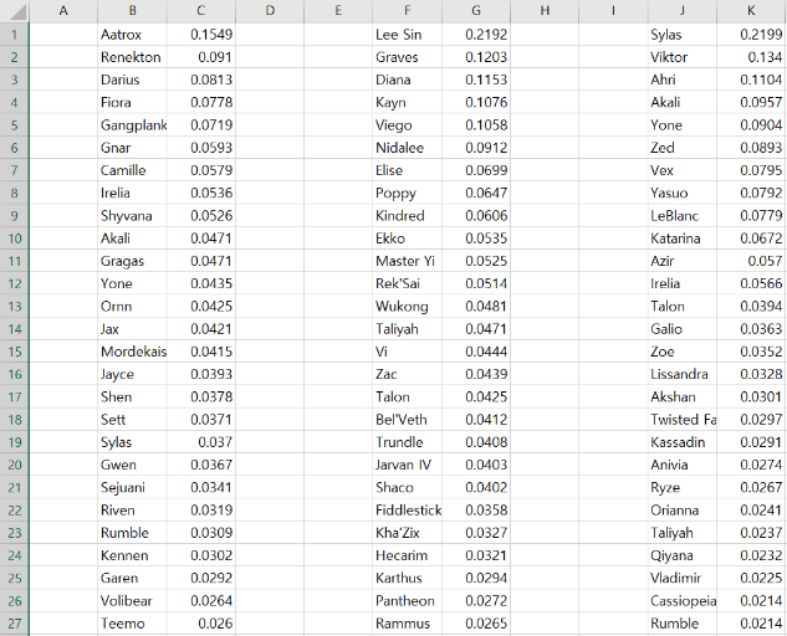 A B C D E F G H I J K
1 Aatrox 0.1549 Lee Sin 0.2192 Sylas 0.2199
2 Renekton 0.091 Graves 0.1203 Viktor 0.134
3 Darius 0.0813 Diana 0.1153 Ahri 0.1104
4 Fiora 0.0778 Kayn 0.1076 Akali 0.0957
5 Gangplank 0.0719 Viego 0.1058 Yone 0.0904
6 Gnar 0.0593 Nidalee 0.0912 Zed 0.0893
7 Camille 0.0579 Elise 0.0699 Vex 0.0795
8 Irelia 0.0536 Poppy 0.0647 Yasuo 0.0792
9 Shyvana 0.0526 Kindred 0.0606 LeBlanc 0.0779
10 Akali 0.0471 Ekko 0.0535 Katarina 0.0672
11 Gragas 0.0471 Master Yi 0.0525 Azir 0.057
12 Yone 0.0435 Rek'Sai 0.0514 Irelia 0.0566
13 Ornn 0.0425 Wukong 0.0481 Talon 0.0394
14 Jax 0.0421 Taliyah 0.0471 Galio 0.0363
15 Mordekais 0.0415 Vi 0.0444 Zoe 0.0352
16 Jayce 0.0393 Zac 0.0439 Lissandra 0.0328
17 Shen 0.0378 Talon 0.0425 Akshan 0.0301
18 Sett 0.0371 Bel'Veth 0.0412 Twisted Fa 0.0297
19 Sylas 0.037 Trundle 0.0408 Kassadin 0.0291
20 Gwen 0.0367 Jarvan IV 0.0403 Anivia 0.0274
21 Sejuani 0.0341 Shaco 0.0402 Ryze 0.0267
22 Riven 0.0319 Fiddlestick 0.0358 Orianna 0.0241
23 Rumble 0.0309 Kha'Zix 0.0327 Taliyah 0.0237
24 Kennen 0.0302 Hecarim 0.0321 Qiyana 0.0232
25 Garen 0.0292 Karthus 0.0294 Vladimir 0.0225
26 Volibear 0.0264 Pantheon 0.0272 Cassiopeia 0.0214
27 Teemo 0.026 Rammus 0.0265 Rumble 0.0214